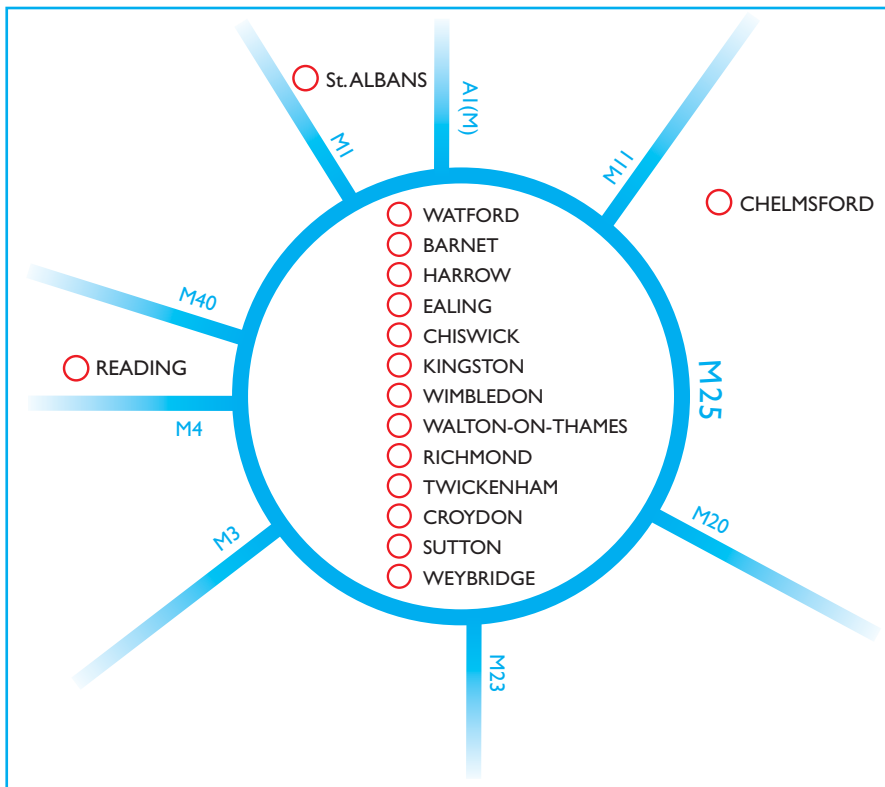 St. ALBANS
A1(M)
M1
M11
CHELMSFORD
WATFORD
BARNET
HARROW
EALING
CHISWICK
KINGSTON
WIMBLEDON
WALTON-ON-THAMES
RICHMOND
TWICKENHAM
CROYDON
SUTTON
WEYBRIDGE
M40
READING
M4
M25
M3
M20
M23